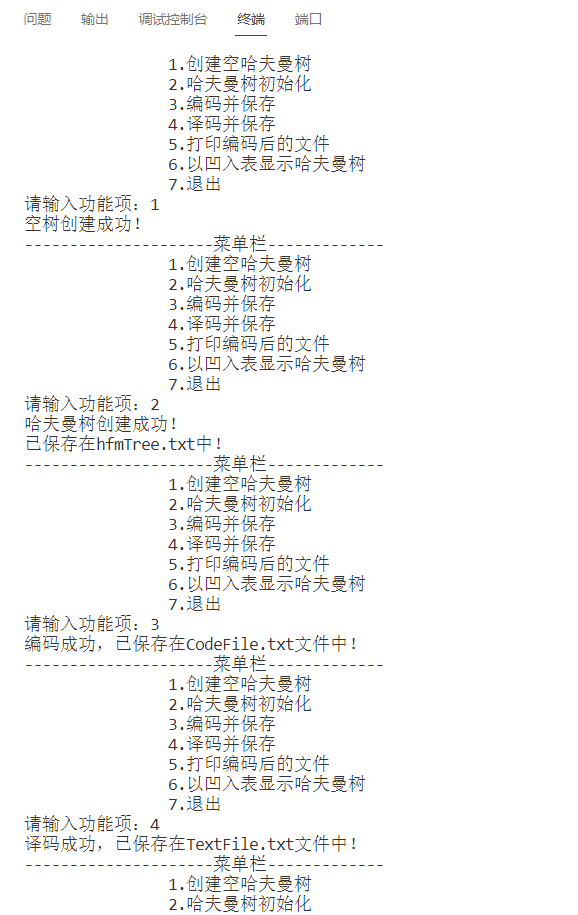 问题 输出 调试控制台 终端 端口
1.创建空哈夫曼树
2.哈夫曼树初始化
3.编码并保存
4.译码并保存
5.打印编码后的文件
6.以凹入表显示哈夫曼树
7.退出
请输入功能项：1
空树创建成功！
---------------------菜单栏-------------
1.创建空哈夫曼树
2.哈夫曼树初始化
3.编码并保存
4.译码并保存
5.打印编码后的文件
6.以凹入表显示哈夫曼树
7.退出
请输入功能项：2
哈夫曼树创建成功！
已保存在hfmTree.txt中！
---------------------菜单栏-------------
1.创建空哈夫曼树
2.哈夫曼树初始化
3.编码并保存
4.译码并保存
5.打印编码后的文件
6.以凹入表显示哈夫曼树
7.退出
请输入功能项：3
编码成功，已保存在CodeFile.txt文件中！
---------------------菜单栏-------------
1.创建空哈夫曼树
2.哈夫曼树初始化
3.编码并保存
4.译码并保存
5.打印编码后的文件
6.以凹入表显示哈夫曼树
7.退出
请输入功能项：4
译码成功，已保存在TextFile.txt文件中！
---------------------菜单栏-------------
1.创建空哈夫曼树
2.哈夫曼树初始化